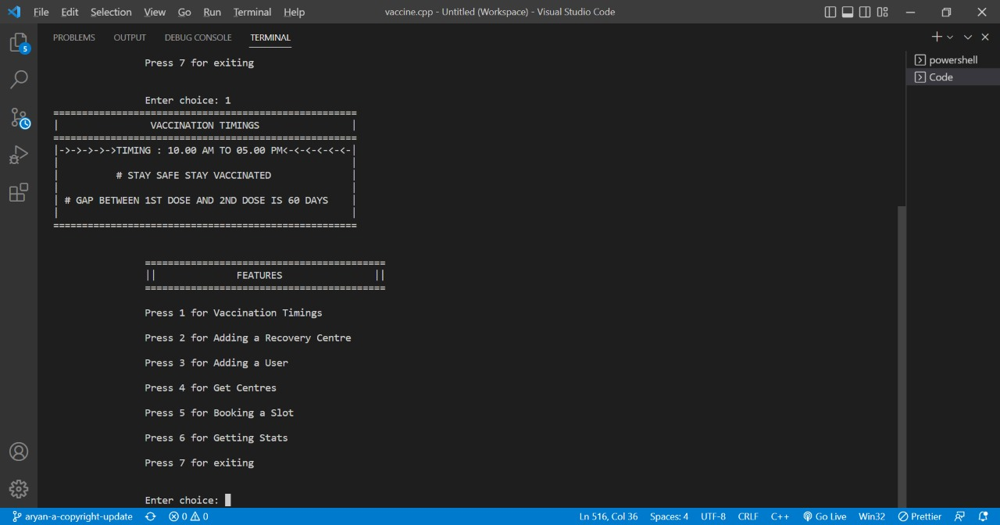 File Edit Selection View Go Run Terminal Help vaccine.cpp - Untitled (Workspace) - Visual Studio Code
PROBLEMS OUTPUT DEBUG CONSOLE TERMINAL
5
powershell
Code
Press 7 for exiting
Enter choice: 1
=====================================================
| VACCINATION TIMINGS |
=====================================================
|->->->->->TIMING : 10.00 AM TO 05.00 PM<-<-<-<-<-<-|
| |
| # STAY SAFE STAY VACCINATED |
| |
| # GAP BETWEEN 1ST DOSE AND 2ND DOSE IS 60 DAYS |
| |
=====================================================
==========================================
|| FEATURES ||
==========================================
Press 1 for Vaccination Timings
Press 2 for Adding a Recovery Centre
Press 3 for Adding a User
Press 4 for Get Centres
Press 5 for Booking a Slot
Press 6 for Getting Stats
Press 7 for exiting
Enter choice:
aryan-a-copyright-update 0 0 Ln 516, Col 36 Spaces: 4 UTF-8 CRLF C++ Go Live Win32 Prettier